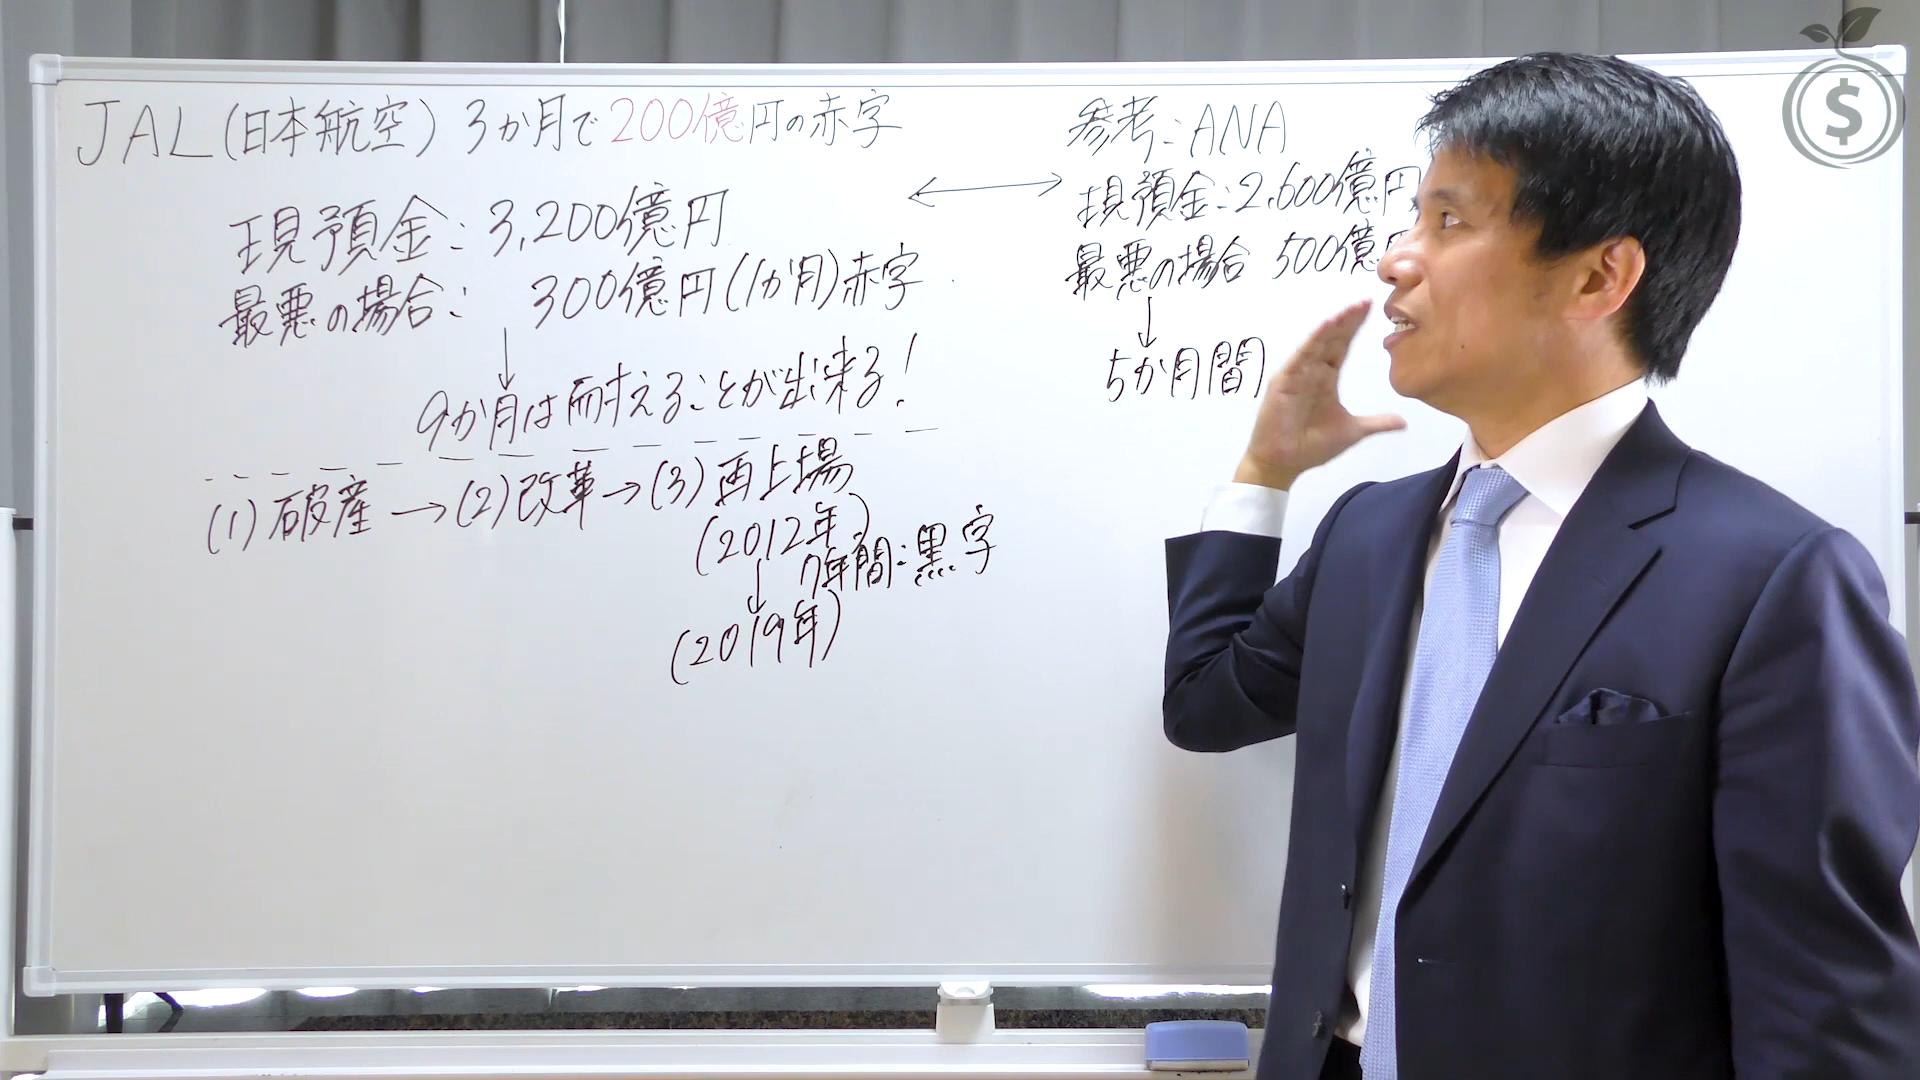 JAL(日本航空) 3か月で200億円の赤字
現預金:3,200億円
最悪の場合: 300億円(1か月)赤字
↓
9か月は耐えることが出来る!
(1)破産→(2)改革→(3)再上場
(2012年)
↓ 7年間:黒字
(2019年)
参考:ANA
現預金:2,600億円
最悪の場合 500億円
↓
5か月間
$